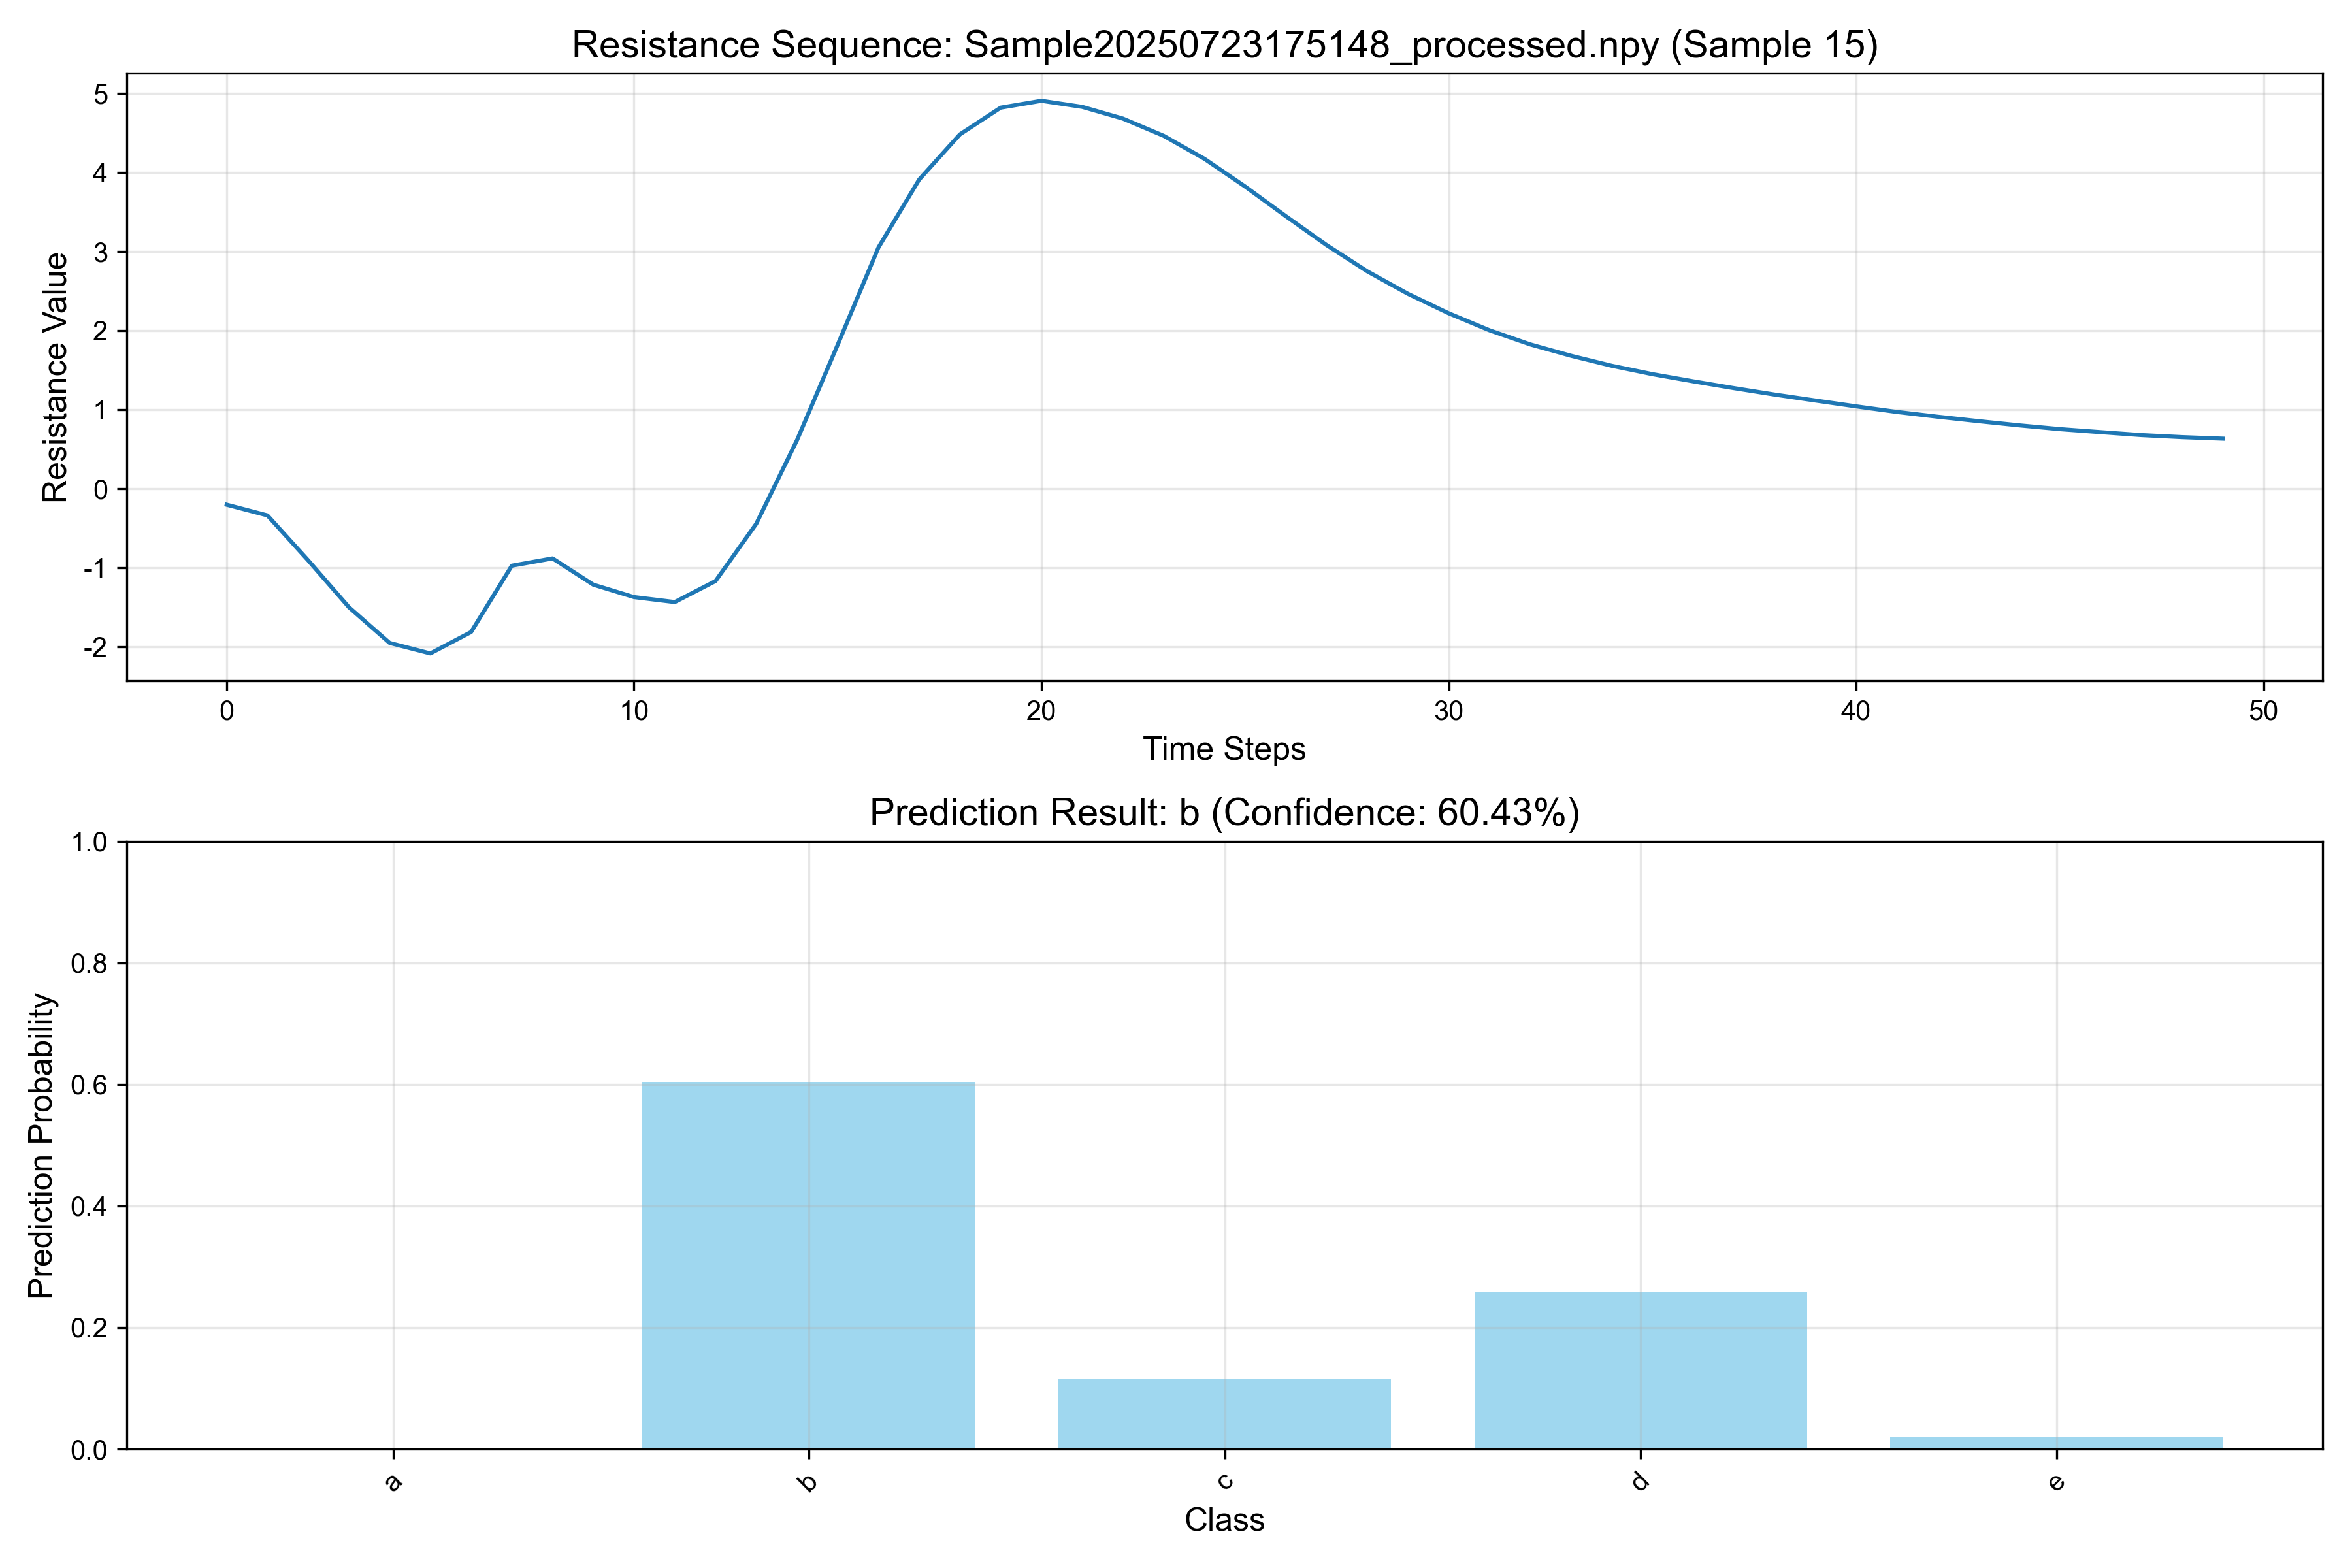 Resistance Sequence: Sample20250723175148_processed.npy (Sample 15)
Resistance Value
5
4
3
2
1
0
-1
-2
0 10 20 30 40 50
Time Steps
Prediction Result: b (Confidence: 60.43%)
Prediction Probability
1.0
0.8
0.6
0.4
0.2
0.0
a b c d e
Class